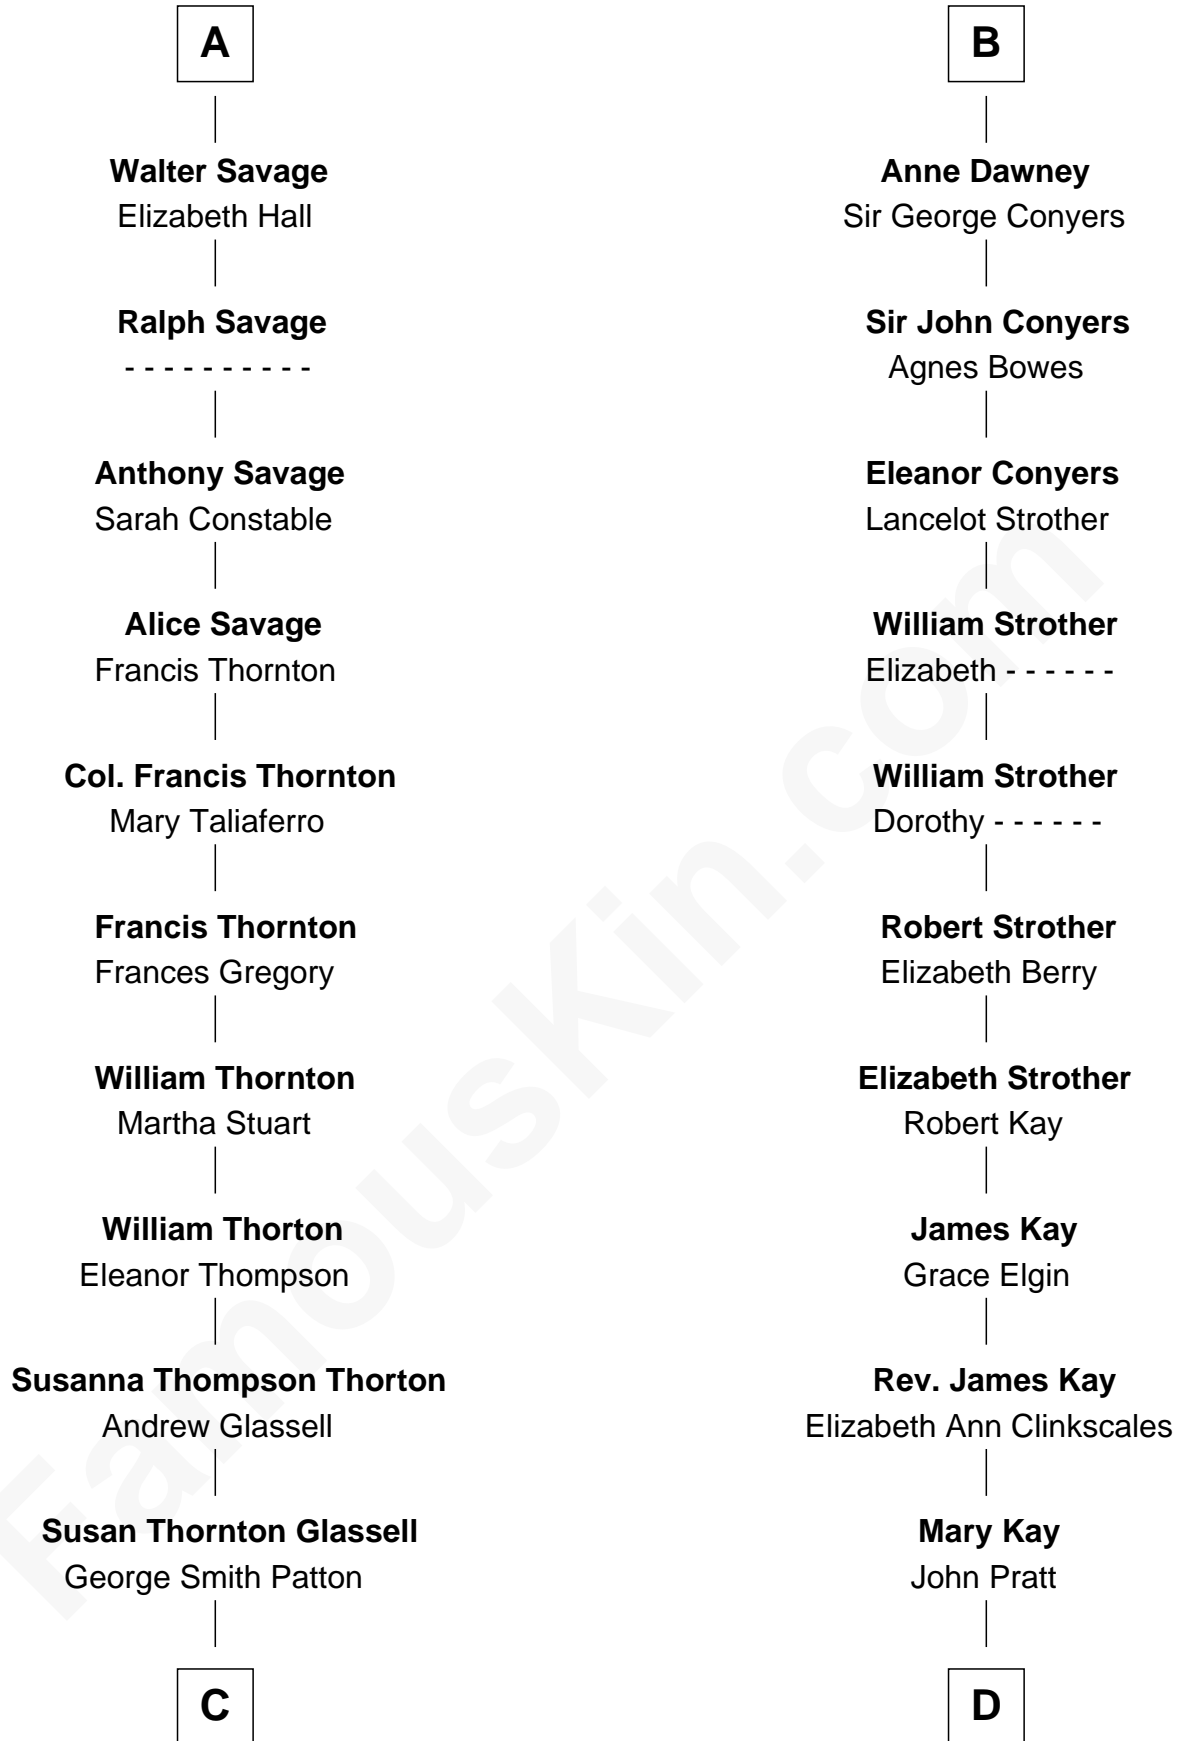 A
Walter Savage
Elizabeth Hall
Ralph Savage
- - - - - - - - - -
Anthony Savage
Sarah Constable
Alice Savage
Francis Thornton
Col. Francis Thornton
Mary Taliaferro
Francis Thornton
Frances Gregory
William Thornton
Martha Stuart
William Thorton
Eleanor Thompson
Susanna Thompson Thorton
Andrew Glassell
Susan Thornton Glassell
George Smith Patton
C
B
Anne Dawney
Sir George Conyers
Sir John Conyers
Agnes Bowes
Eleanor Conyers
Lancelot Strother
William Strother
Elizabeth - - - - - -
William Strother
Dorothy - - - - - -
Robert Strother
Elizabeth Berry
Elizabeth Strother
Robert Kay
James Kay
Grace Elgin
Rev. James Kay
Elizabeth Ann Clinkscales
Mary Kay
John Pratt
D
FamousKin.com